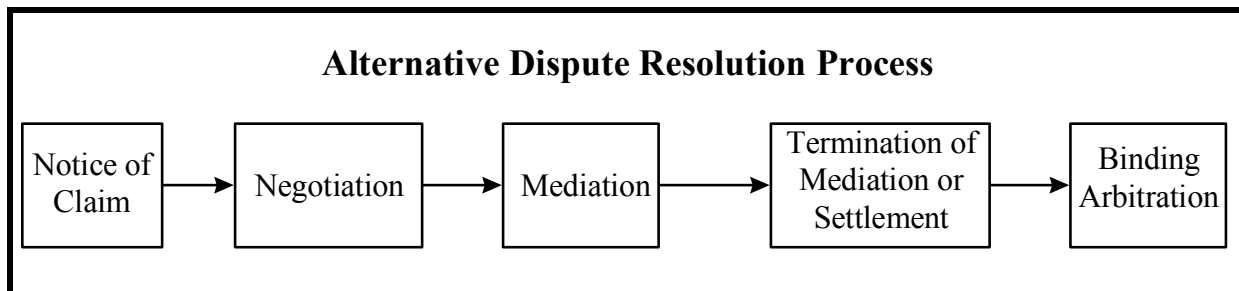 Alternative Dispute Resolution Process
Notice of
Claim
Negotiation
Mediation
Termination of
Mediation or
Settlement
Binding
Arbitration